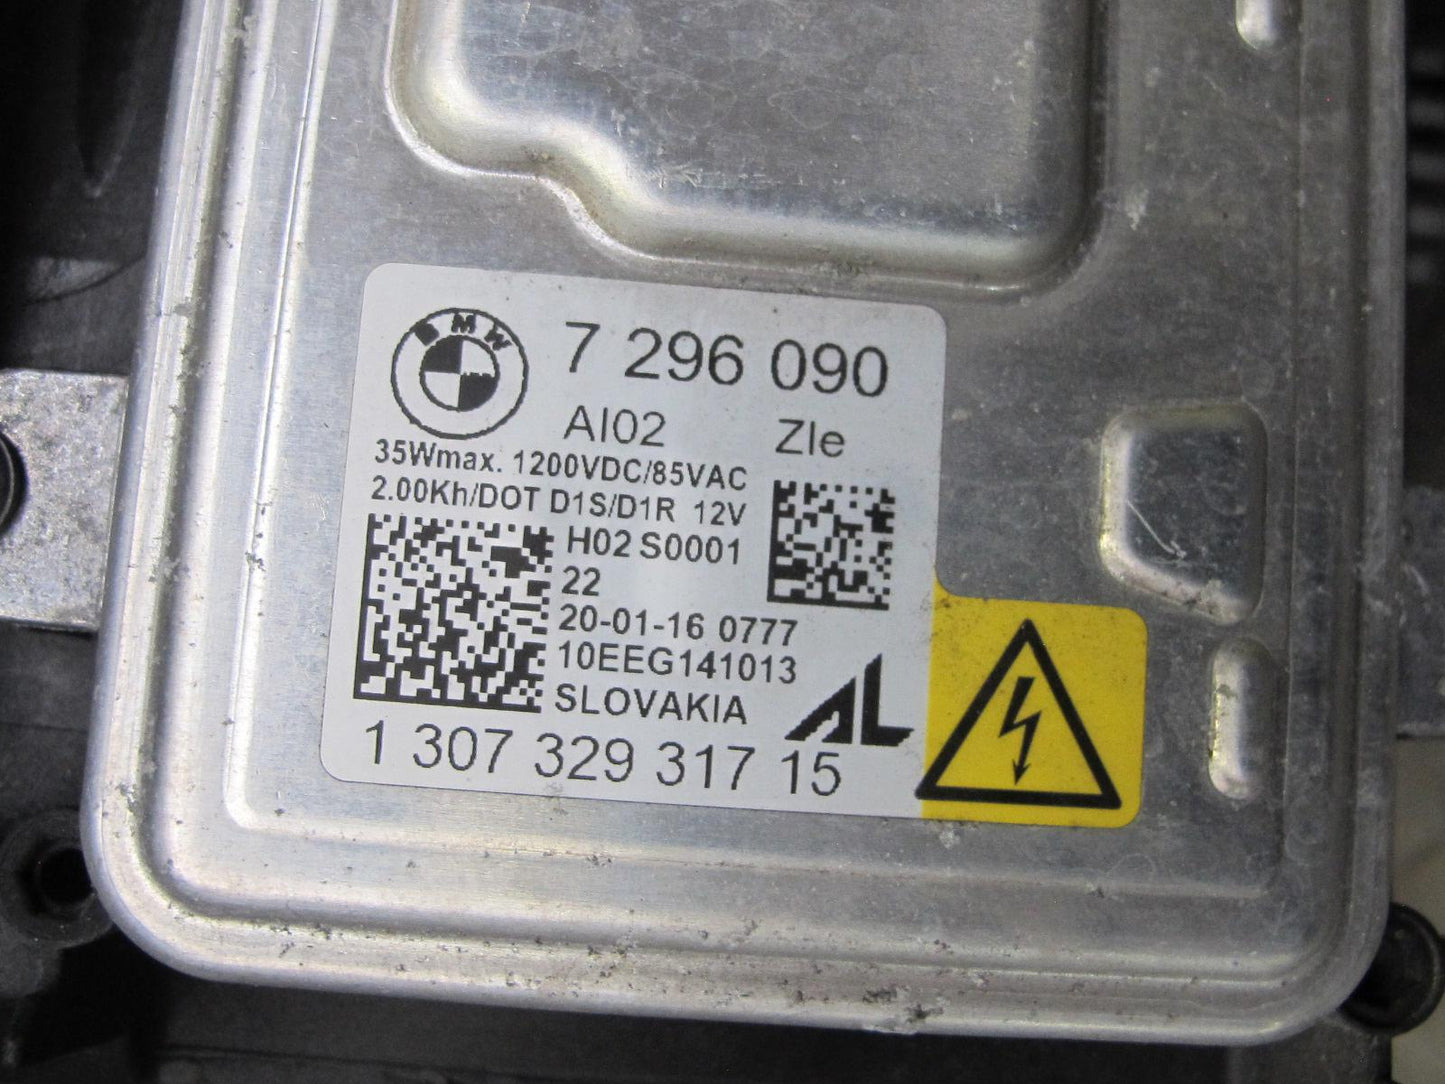 BMW
7 296 090
AI02 ZIe
35Wmax. 1200VDC/85VAC
2.00Kh/DOT D1S/D1R 12V
H02 S0001
22
20-01-16 0777
10EEG141013
SLOVAKIA
AL
1 307 329 317 15